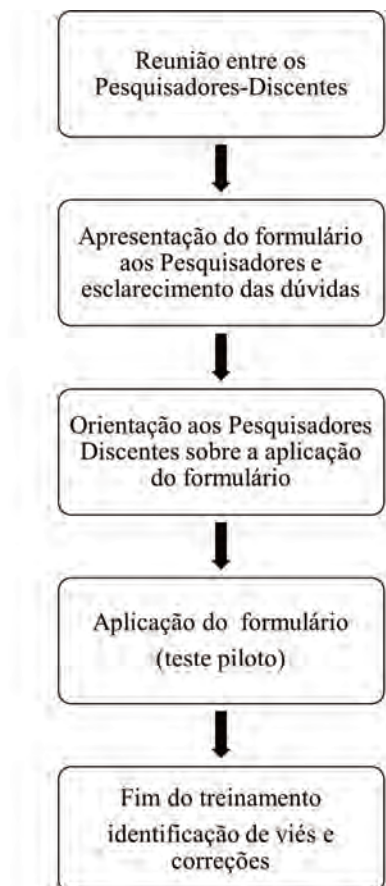 Reunião entre os
Pesquisadores-Discentes
Apresentação do formulário
aos Pesquisadores e
esclarecimento das dúvidas
Orientação aos Pesquisadores
Discentes sobre a aplicação
do formulário
Aplicação do formulário
(teste piloto)
Fim do treinamento
identificação de viés e
correções